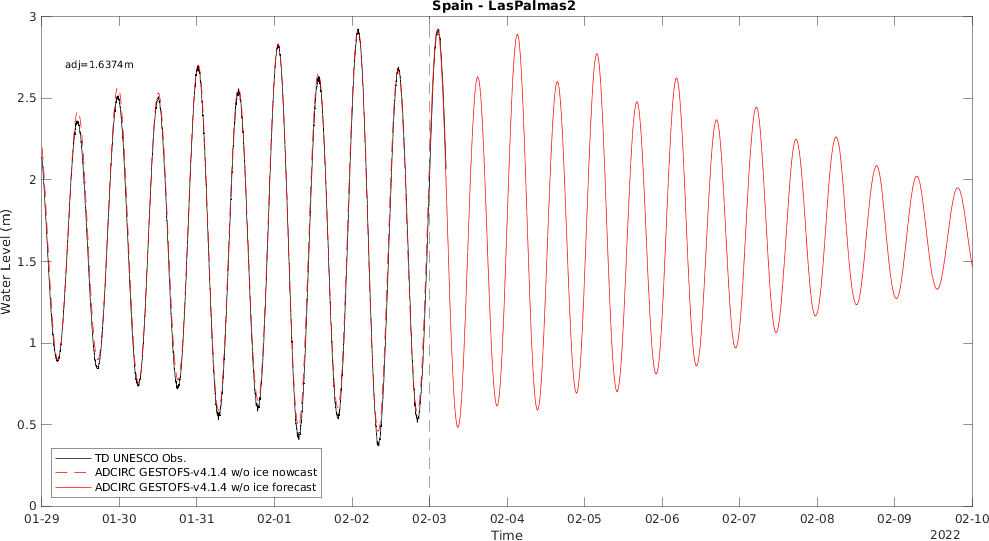 Spain - LasPalmas2
adj=1.6374m
3
2.5
2
1.5
1
0.5
0
Water Level (m)
TD UNESCO Obs.
ADCIRC GESTOFS-v4.1.4 w/o ice nowcast
ADCIRC GESTOFS-v4.1.4 w/o ice forecast
01-29 01-30 01-31 02-01 02-02 02-03 02-04 02-05 02-06 02-07 02-08 02-09 02-10
Time
2022